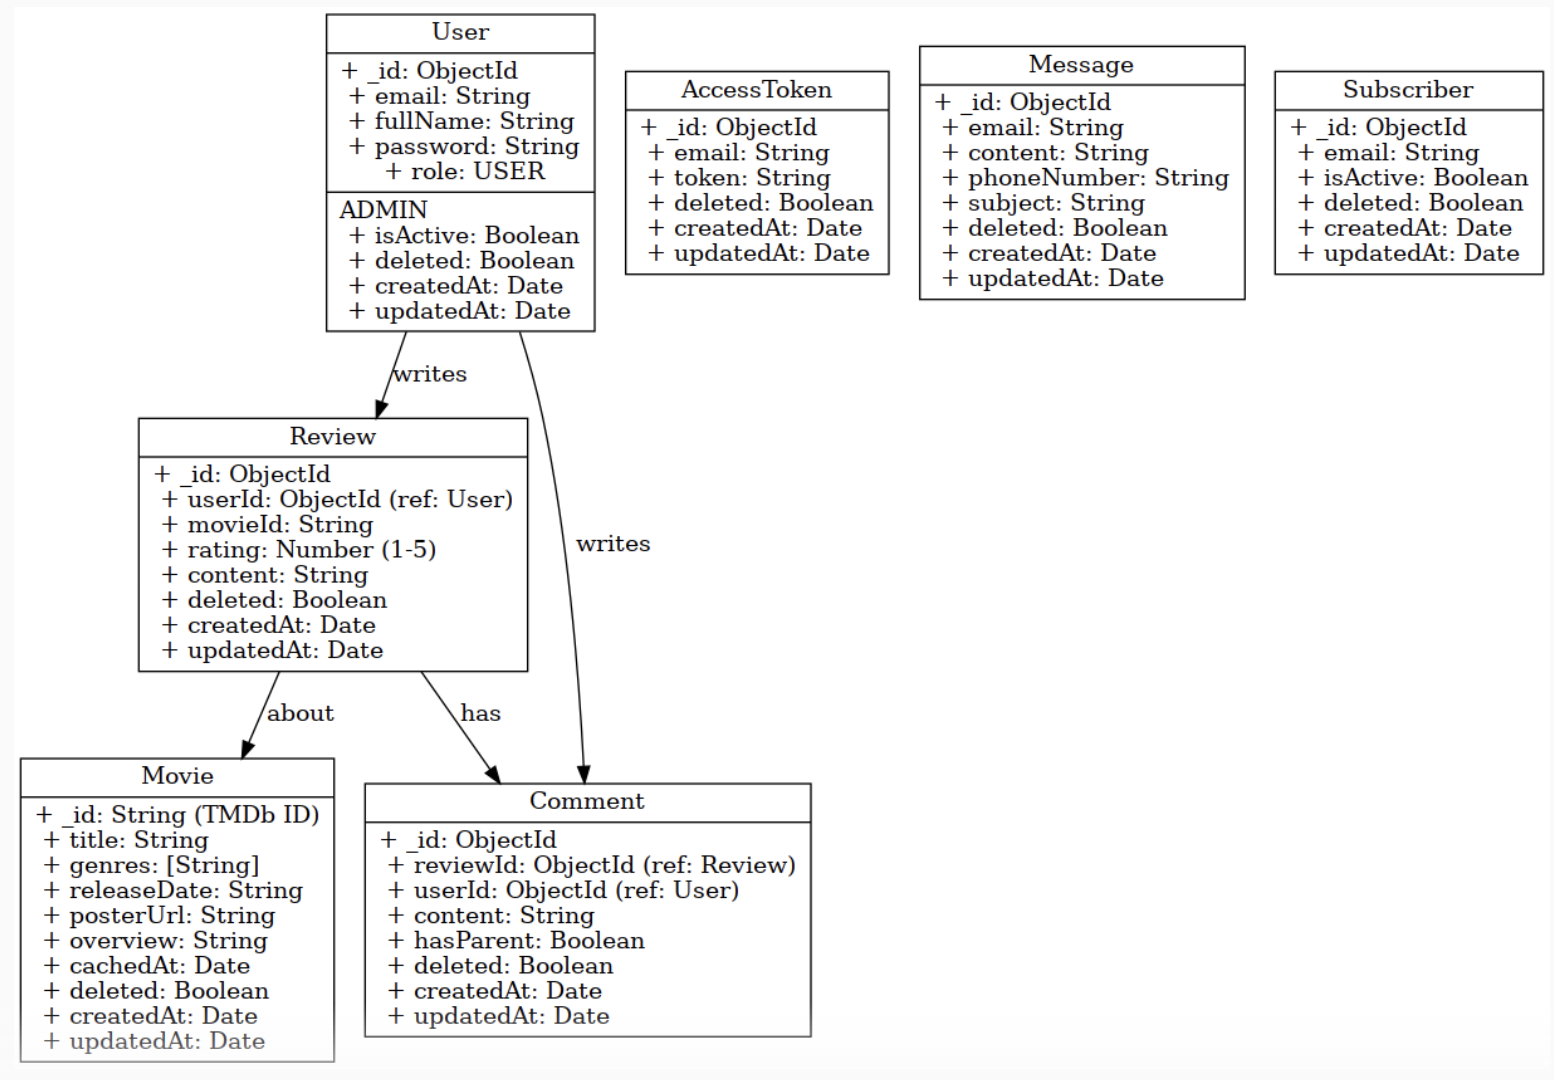 User
+ _id: ObjectId
+ email: String
+ fullName: String
+ password: String
+ role: USER
ADMIN
+ isActive: Boolean
+ deleted: Boolean
+ createdAt: Date
+ updatedAt: Date
AccessToken
+ _id: ObjectId
+ email: String
+ token: String
+ deleted: Boolean
+ createdAt: Date
+ updatedAt: Date
Message
+ _id: ObjectId
+ email: String
+ content: String
+ phoneNumber: String
+ subject: String
+ deleted: Boolean
+ createdAt: Date
+ updatedAt: Date
Subscriber
+ _id: ObjectId
+ email: String
+ isActive: Boolean
+ deleted: Boolean
+ createdAt: Date
+ updatedAt: Date
writes
Review
+ _id: ObjectId
+ userId: ObjectId (ref: User)
+ movieId: String
+ rating: Number (1-5)
+ content: String
+ deleted: Boolean
+ createdAt: Date
+ updatedAt: Date
writes
about
has
Movie
+ _id: String (TMDb ID)
+ title: String
+ genres: [String]
+ releaseDate: String
+ posterUrl: String
+ overview: String
+ cachedAt: Date
+ deleted: Boolean
+ createdAt: Date
+ updatedAt: Date
Comment
+ _id: ObjectId
+ reviewId: ObjectId (ref: Review)
+ userId: ObjectId (ref: User)
+ content: String
+ hasParent: Boolean
+ deleted: Boolean
+ createdAt: Date
+ updatedAt: Date